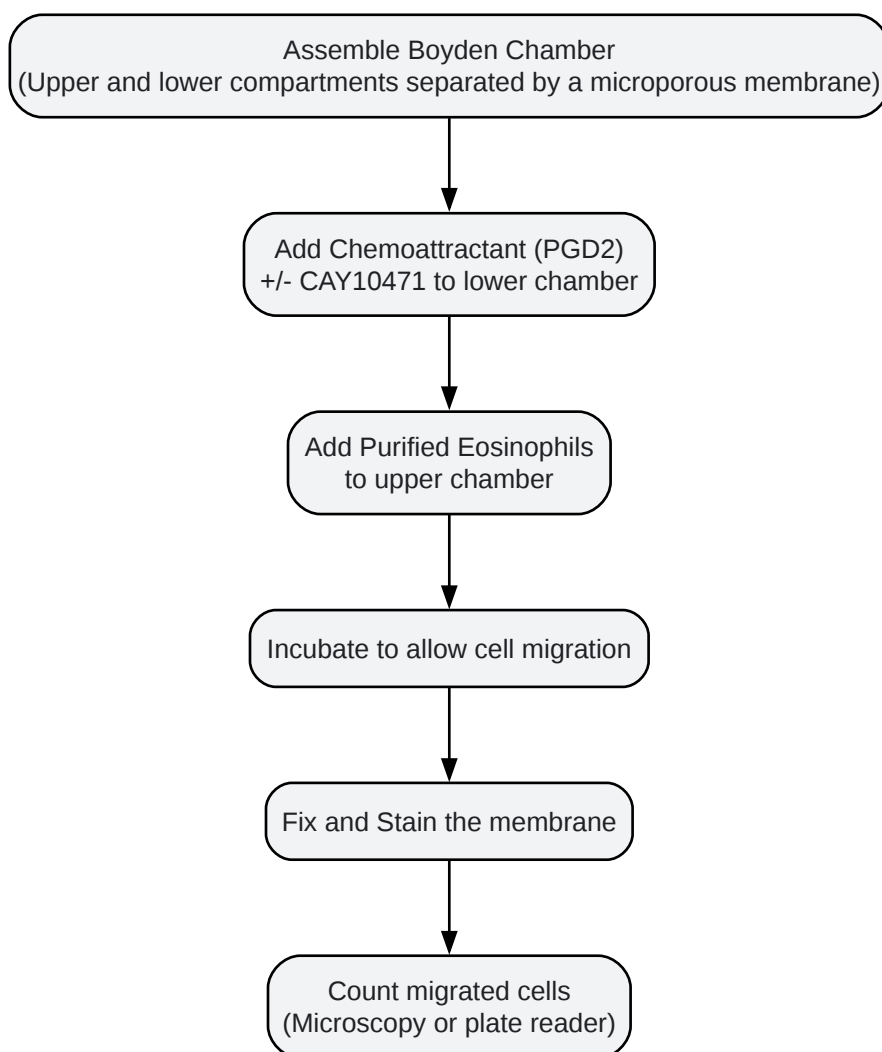 Assemble Boyden Chamber
(Upper and lower compartments separated by a microporous membrane)
Add Chemoattractant (PGD2)
+/- CAY10471 to lower chamber
Add Purified Eosinophils
to upper chamber
Incubate to allow cell migration
Fix and Stain the membrane
Count migrated cells
(Microscopy or plate reader)